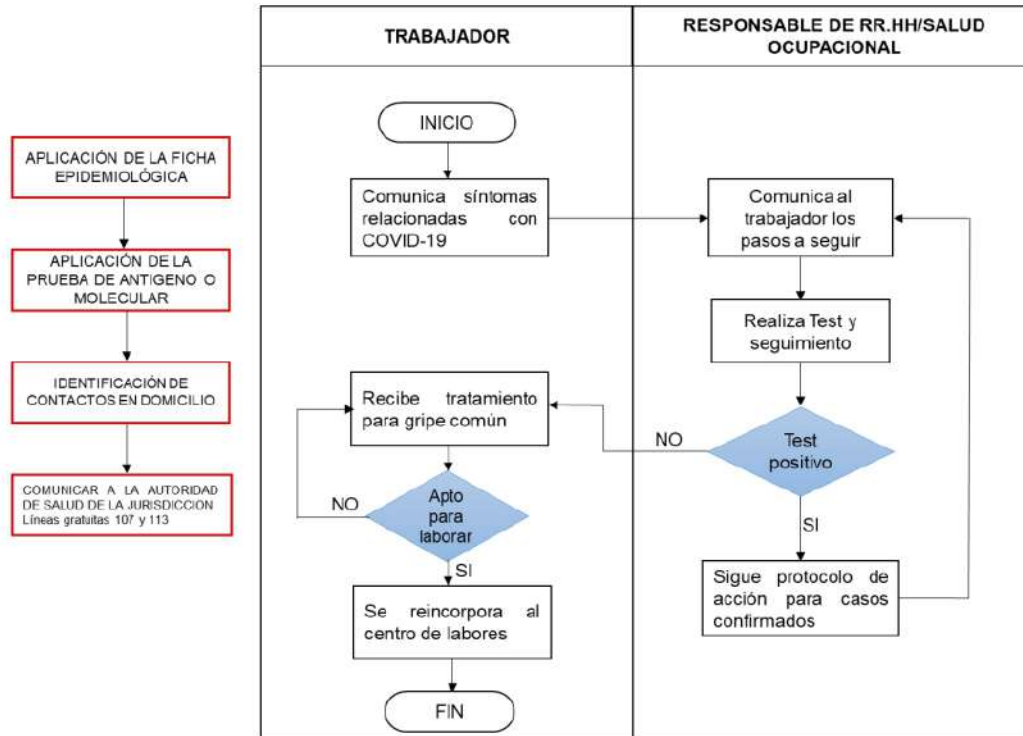 APLICACIÓN DE LA FICHA
EPIDEMIOLÓGICA
APLICACIÓN DE LA
PRUEBA DE ANTIGENO O
MOLECULAR
IDENTIFICACIÓN DE
CONTACTOS EN DOMICILIO
COMUNICAR A LA AUTORIDAD
DE SALUD DE LA JURISDICCION
Líneas gratuitas 107 y 113
TRABAJADOR
INICIO
Comunica síntomas
relacionadas con
COVID-19
Recibe tratamiento
para gripe común
NO
Apto
para
laborar
SI
Se reincorpora al
centro de labores
FIN
RESPONSABLE DE RR.HH/SALUD
OCUPACIONAL
Comunica al
trabajador los
pasos a seguir
Realiza Test y
seguimiento
NO
Test
positivo
SI
Sigue protocolo de
acción para casos
confirmados